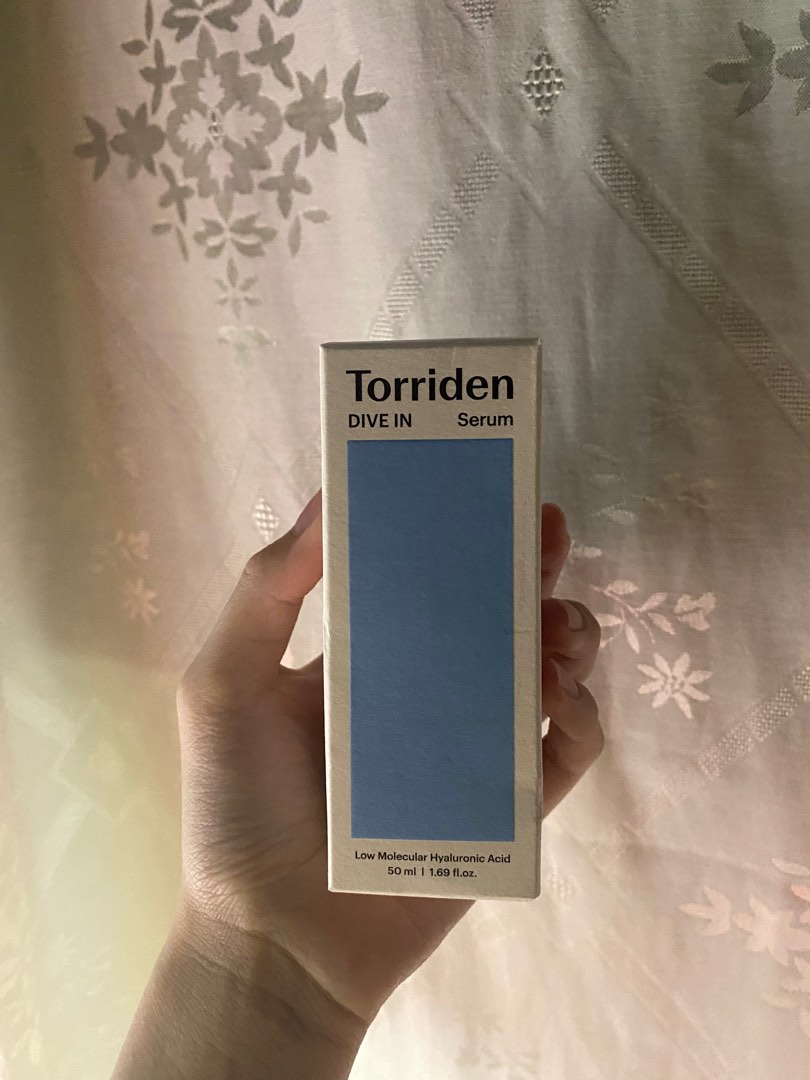 Torriden
DIVE IN Serum
Low Molecular Hyaluronic Acid
50 ml | 1.69 fl.oz.